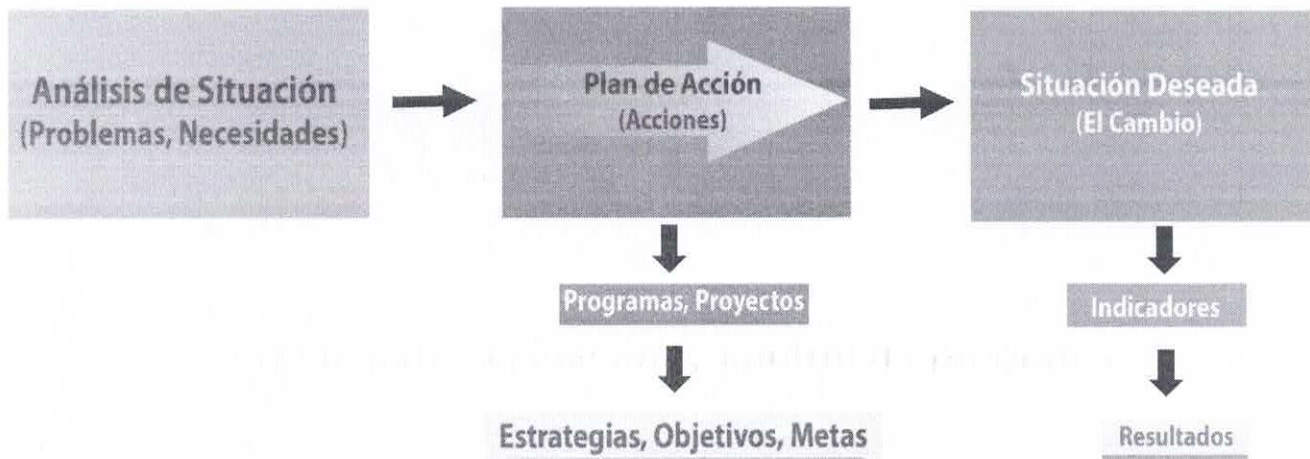 Análisis de Situación
(Problemas, Necesidades)
Plan de Acción
(Acciones)
Situación Deseada
(El Cambio)
Programas, Proyectos
Indicadores
Estrategias, Objetivos, Metas
Resultados